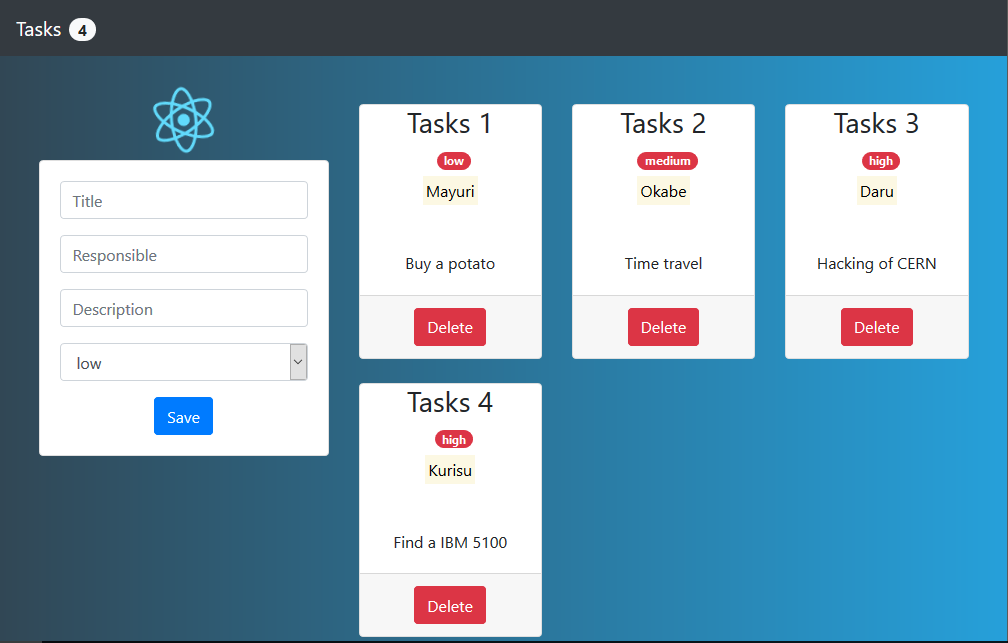 Tasks 4
Title
Responsible
Description
low
Save
Tasks 1
low
Mayuri
Buy a potato
Delete
Tasks 2
medium
Okabe
Time travel
Delete
Tasks 3
high
Daru
Hacking of CERN
Delete
Tasks 4
high
Kurisu
Find a IBM 5100
Delete